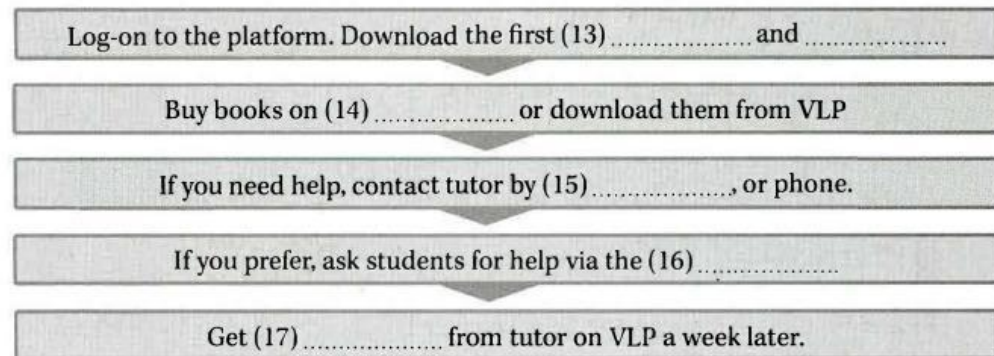 Log-on to the platform. Download the first (13) .................... and ....................
Buy books on (14) .................... or download them from VLP
If you need help, contact tutor by (15) ...................., or phone.
If you prefer, ask students for help via the (16) ....................
Get (17) .................... from tutor on VLP a week later.